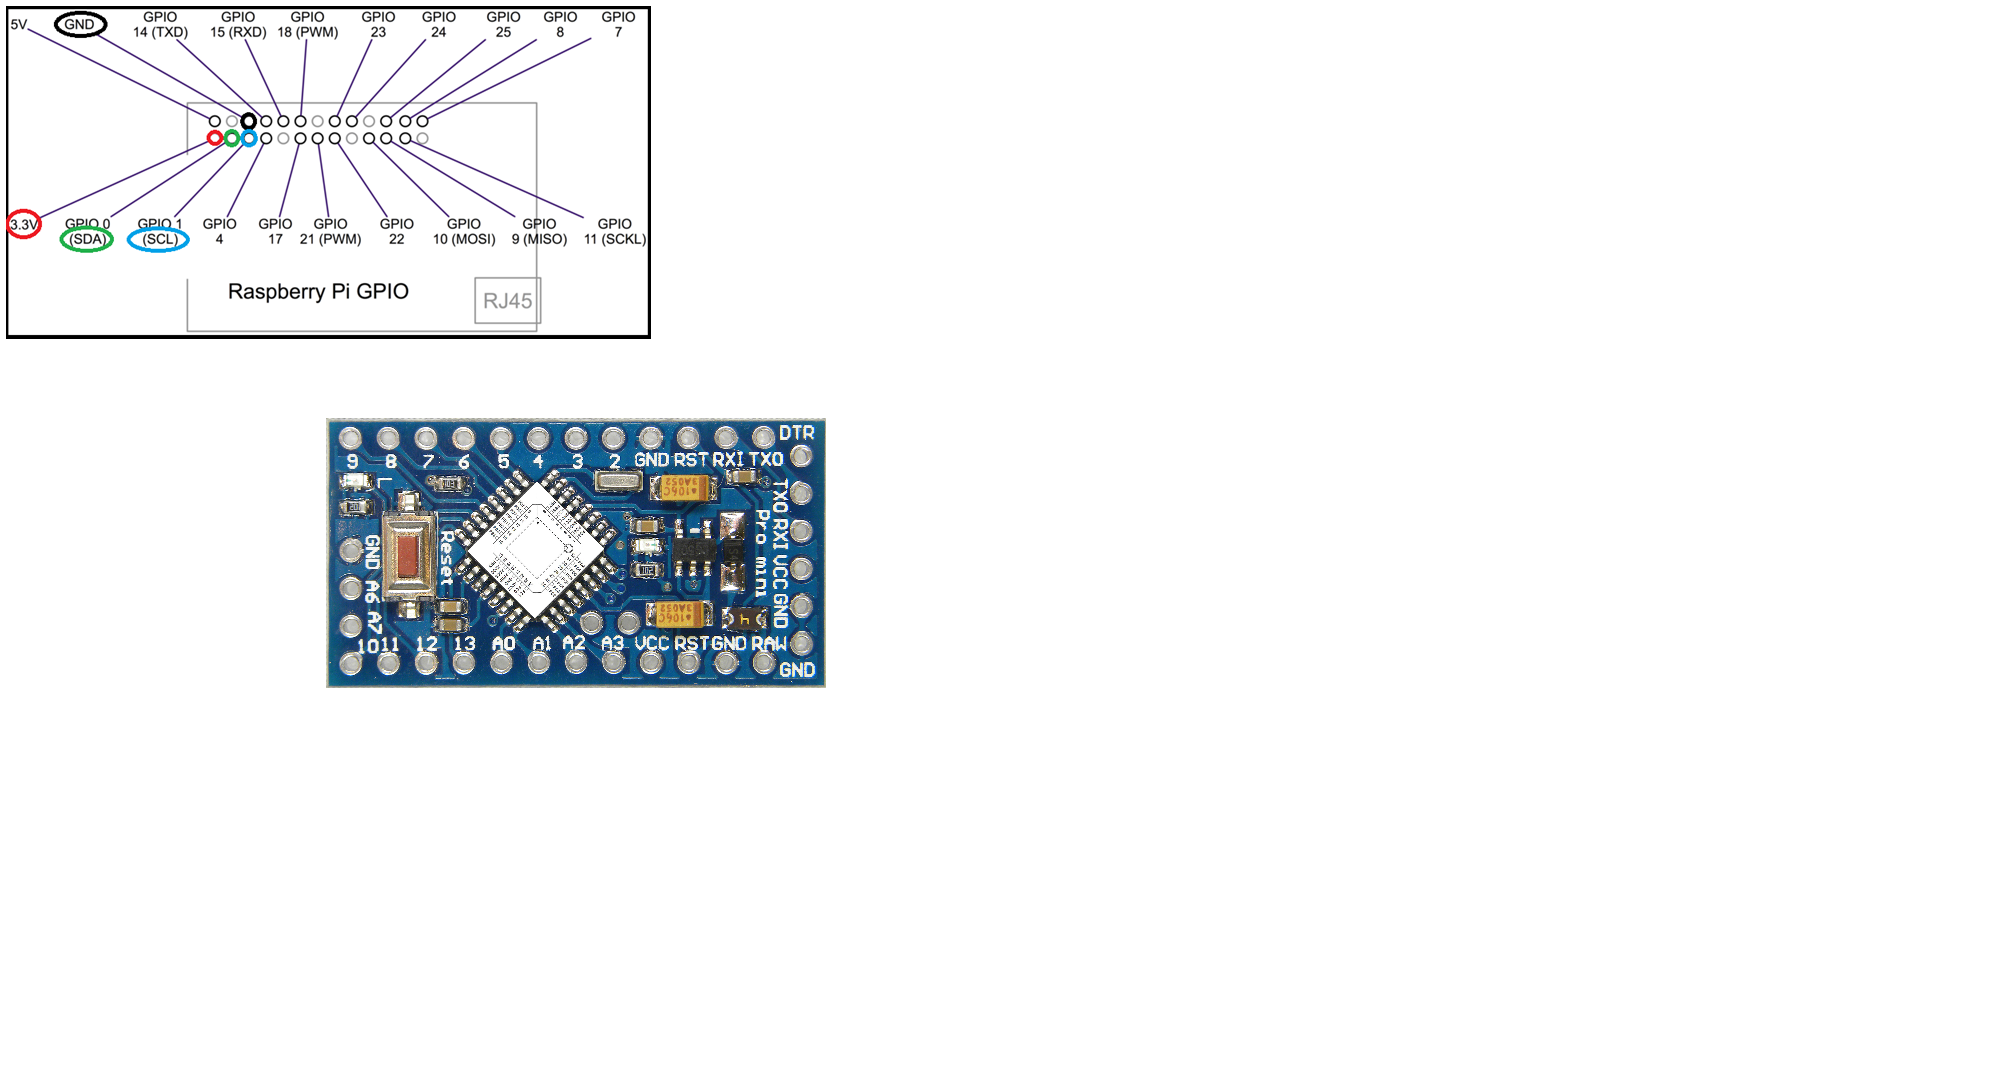 5V GND GPIO GPIO GPIO GPIO GPIO GPIO GPIO GPIO
14 (TXD) 15 (RXD) 18 (PWM) 23 24 25 8 7
3.3V GPIO 0 GPIO 1 GPIO GPIO GPIO GPIO GPIO GPIO GPIO
(SDA) (SCL) 4 17 21 (PWM) 22 10 (MOSI) 9 (MISO) 11 (SCKL)
Raspberry Pi GPIO
RJ45
DTR
9 8 7 6 5 4 3 2 GND RST RXI TXO
L
106C
3A052
TXO RXI VCC GND
Pro mini
Reset
GND A6 A7
106C
3A052
10 11 12 13 A0 A1 A2 A3 VCC RST GND RAW
GND